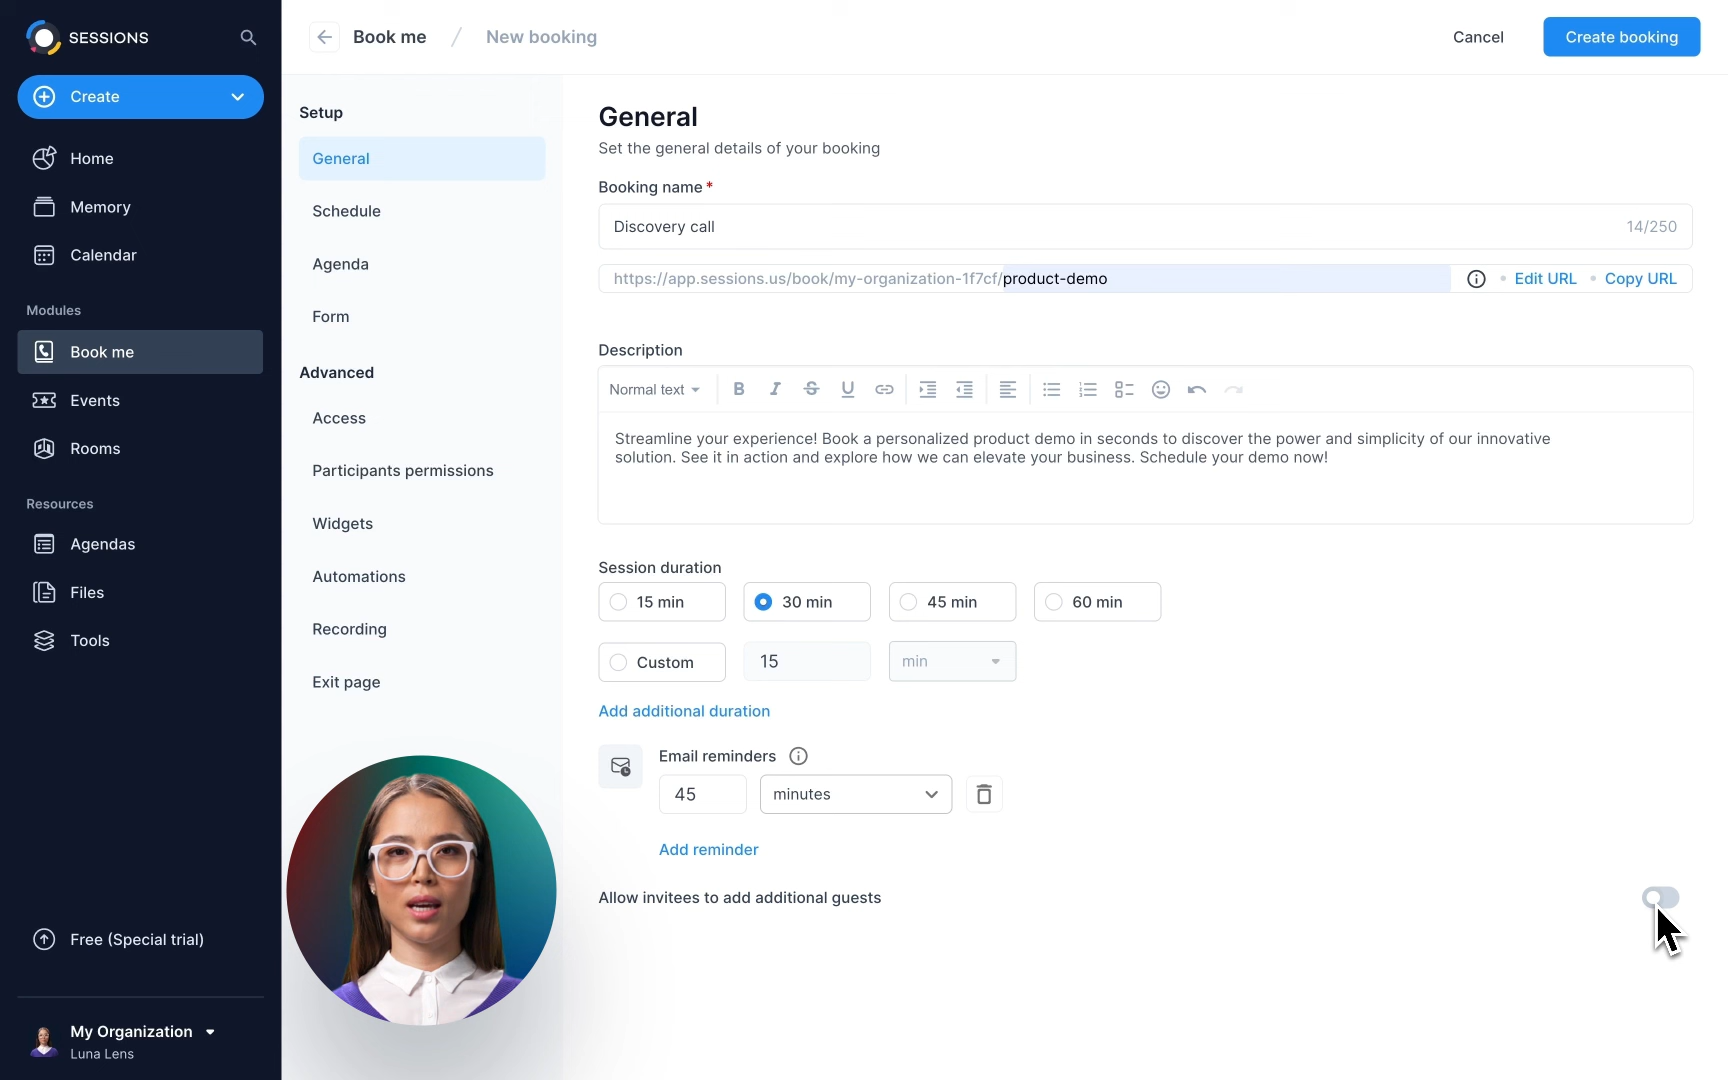 SESSIONS
Create
Home
Memory
Calendar
Modules
Book me
Events
Rooms
Resources
Agendas
Files
Tools
Free (Special trial)
My Organization
Luna Lens
Book me / New booking
Cancel
Create booking
Setup
General
Schedule
Agenda
Form
Advanced
Access
Participants permissions
Widgets
Automations
Recording
Exit page
General
Set the general details of your booking
Booking name *
Discovery call 14/250
https://app.sessions.us/book/my-organization-1f7cf/product-demo • Edit URL • Copy URL
Description
Normal text
Streamline your experience! Book a personalized product demo in seconds to discover the power and simplicity of our innovative
solution. See it in action and explore how we can elevate your business. Schedule your demo now!
Session duration
15 min 30 min 45 min 60 min
Custom 15 min
Add additional duration
Email reminders
45 minutes
Add reminder
Allow invitees to add additional guests